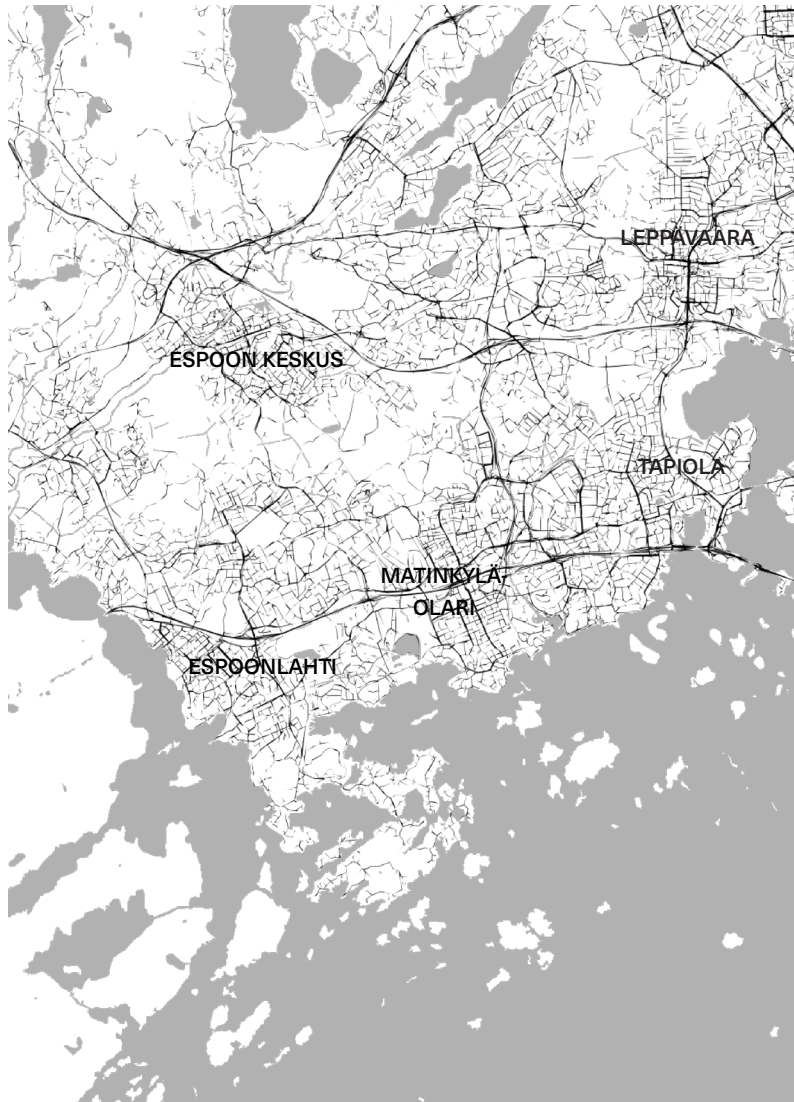 LEPPÄVAARA
ESPOON KESKUS
TAPIOLA
MATINKYLÄ-
OLARI
ESPOONLAHTI